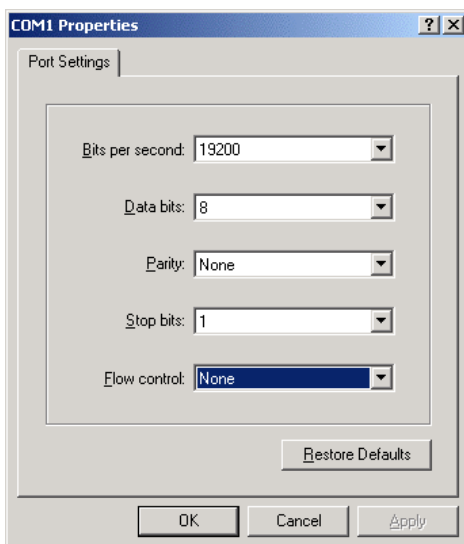 COM1 Properties
Port Settings
Bits per second: 19200
Data bits: 8
Parity: None
Stop bits: 1
Flow control: None
Restore Defaults
OK Cancel Apply